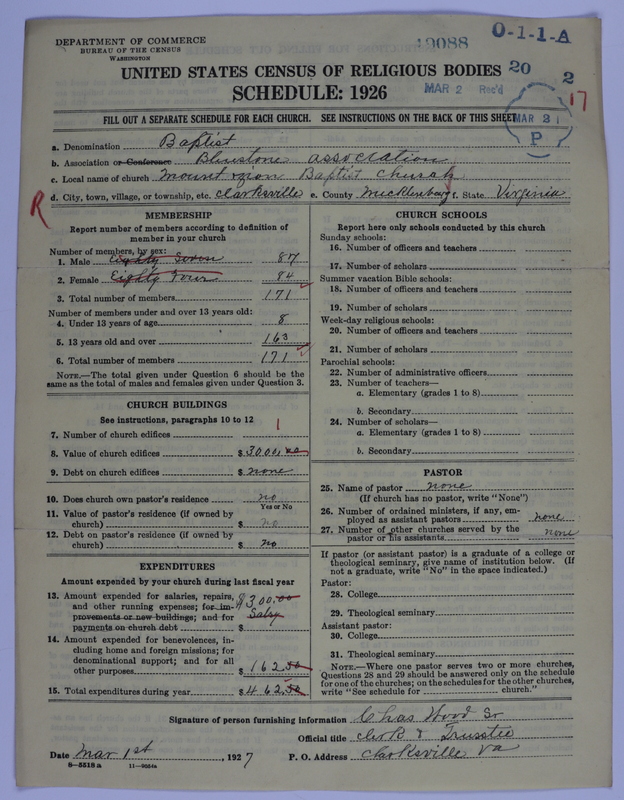 DEPARTMENT OF COMMERCE
BUREAU OF THE CENSUS
WASHINGTON
19088
O-1-1-A
UNITED STATES CENSUS OF RELIGIOUS BODIES
20
2
SCHEDULE: 1926
MAR 2 Rec'd
17
FILL OUT A SEPARATE SCHEDULE FOR EACH CHURCH. SEE INSTRUCTIONS ON THE BACK OF THIS SHEET
MAR 21
P
a. Denomination Baptist
b. Association or Conference Bluestone association
c. Local name of church mount zion Baptist church
d. City, town, village, or township, etc. clarksville e. County Mecklenburg f. State Virginia
R
MEMBERSHIP
Report number of members according to definition of
member in your church
Number of members, by sex:
1. Male Eighty Seven 87
2. Female Eighty Four 84
3. Total number of members 171
Number of members under and over 13 years old:
4. Under 13 years of age 8
5. 13 years old and over 163
6. Total number of members 171
NOTE.—The total given under Question 6 should be the
same as the total of males and females given under Question 3.
CHURCH BUILDINGS
See instructions, paragraphs 10 to 12
7. Number of church edifices 1
8. Value of church edifices $ 3000.00
9. Debt on church edifices $ none
10. Does church own pastor's residence no
Yes or No
11. Value of pastor's residence (if owned by
church) $ no
12. Debt on pastor's residence (if owned by
church) $ no
EXPENDITURES
Amount expended by your church during last fiscal year
13. Amount expended for salaries, repairs,
and other running expenses; for im-
provements or new buildings; and for
payments on church debt $
$300.00
Salry
14. Amount expended for benevolences, in-
cluding home and foreign missions; for
denominational support; and for all
other purposes $ 162.50
15. Total expenditures during year $ 462.50
CHURCH SCHOOLS
Report here only schools conducted by this church
Sunday schools:
16. Number of officers and teachers
17. Number of scholars
Summer vacation Bible schools:
18. Number of officers and teachers
19. Number of scholars
Week-day religious schools:
20. Number of officers and teachers
21. Number of scholars
Parochial schools:
22. Number of administrative officers
23. Number of teachers—
a. Elementary (grades 1 to 8)
b. Secondary
24. Number of scholars—
a. Elementary (grades 1 to 8)
b. Secondary
PASTOR
25. Name of pastor none
(If church has no pastor, write "None")
26. Number of ordained ministers, if any, em-
ployed as assistant pastors none
27. Number of other churches served by the
pastor or his assistants none
If pastor (or assistant pastor) is a graduate of a college or
theological seminary, give name of institution below. (If
not a graduate, write "No" in the space indicated.)
Pastor:
28. College
29. Theological seminary
Assistant pastor:
30. College
31. Theological seminary
NOTE.—Where one pastor serves two or more churches,
Questions 28 and 29 should be answered only on the schedule
for one of the churches; on the schedules for the other churches,
write "See schedule for church."
Signature of person furnishing information Chas Wood Sr
Official title clerk & Trusstee
Date Mar 1st, 1927 P. O. Address clarksville Va
8—5518 a 11—9054a